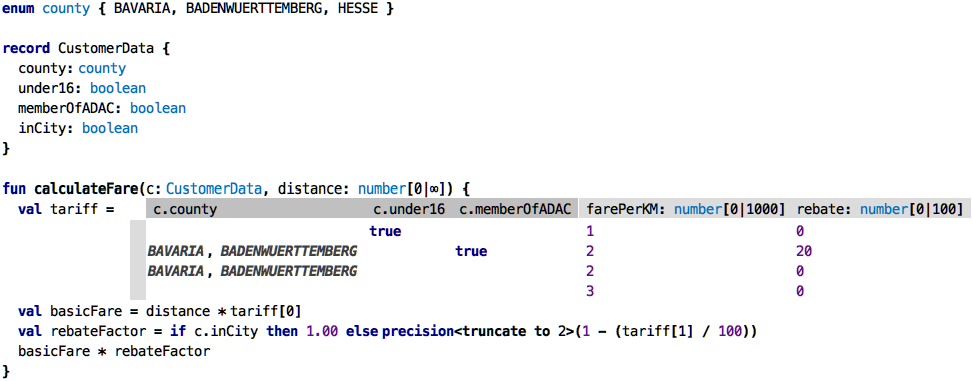 enum county { BAVARIA, BADENWUERTTEMBERG, HESSE }
record CustomerData {
county: county
under16: boolean
memberOfADAC: boolean
inCity: boolean
}
fun calculateFare(c: CustomerData, distance: number[0|∞]) {
val tariff = c.county c.under16 c.memberOfADAC farePerKM: number[0|1000] rebate: number[0|100]
true 1 0
BAVARIA, BADENWUERTTEMBERG true 2 20
BAVARIA, BADENWUERTTEMBERG 2 0
3 0
val basicFare = distance * tariff[0]
val rebateFactor = if c.inCity then 1.00 else precision<truncate to 2>(1 - (tariff[1] / 100))
basicFare * rebateFactor
}